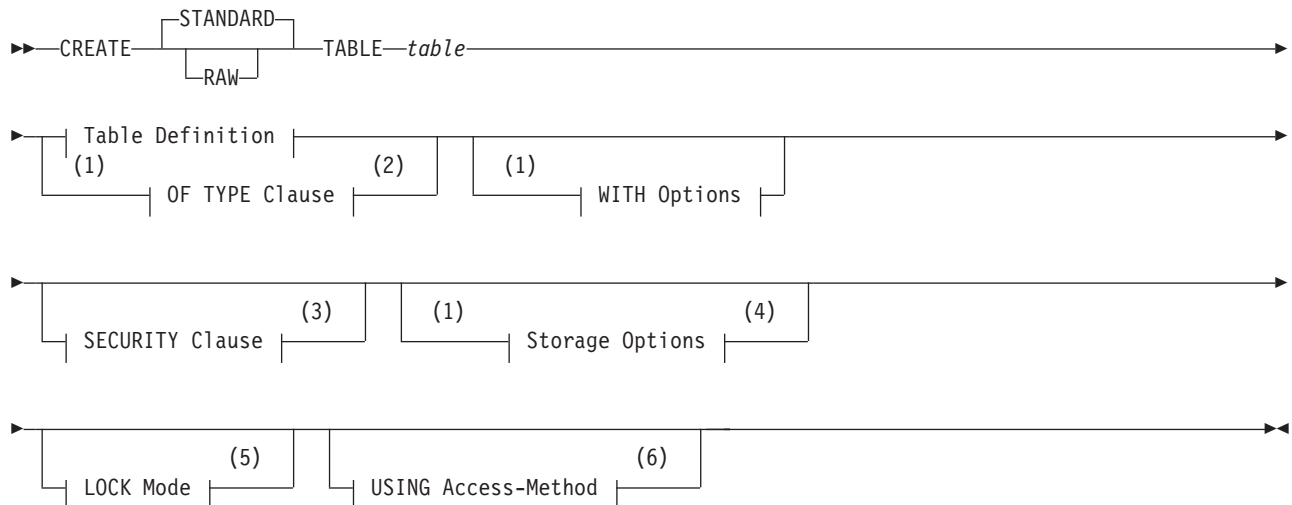 STANDARD
CREATE TABLE table
RAW
Table Definition
(1) (2) (1)
OF TYPE Clause WITH Options
(3) (1) (4)
SECURITY Clause Storage Options
(5) (6)
LOCK Mode USING Access-Method